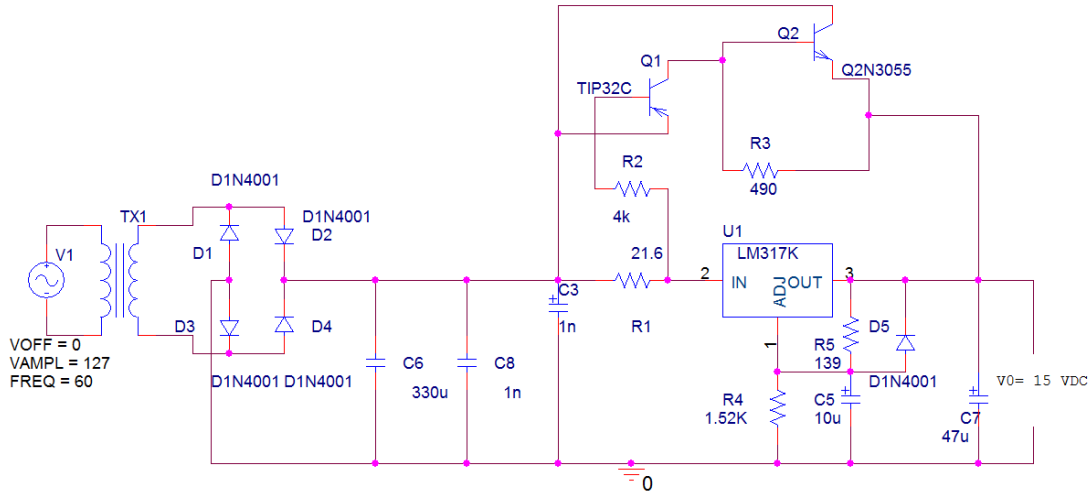 Q1
Q2
TIP32C
Q2N3055
R3
490
R2
4k
D1N4001
D1N4001
TX1
V1
D1
D2
U1
LM317K
21.6
2
IN
ADJ
OUT
3
C3
1n
R1
D3
D4
1
R5
139
D5
VOFF = 0
VAMPL = 127
FREQ = 60
D1N4001
D1N4001
C6
330u
C8
1n
R4
1.52K
C5
10u
D1N4001
C7
47u
V0= 15 VDC
0